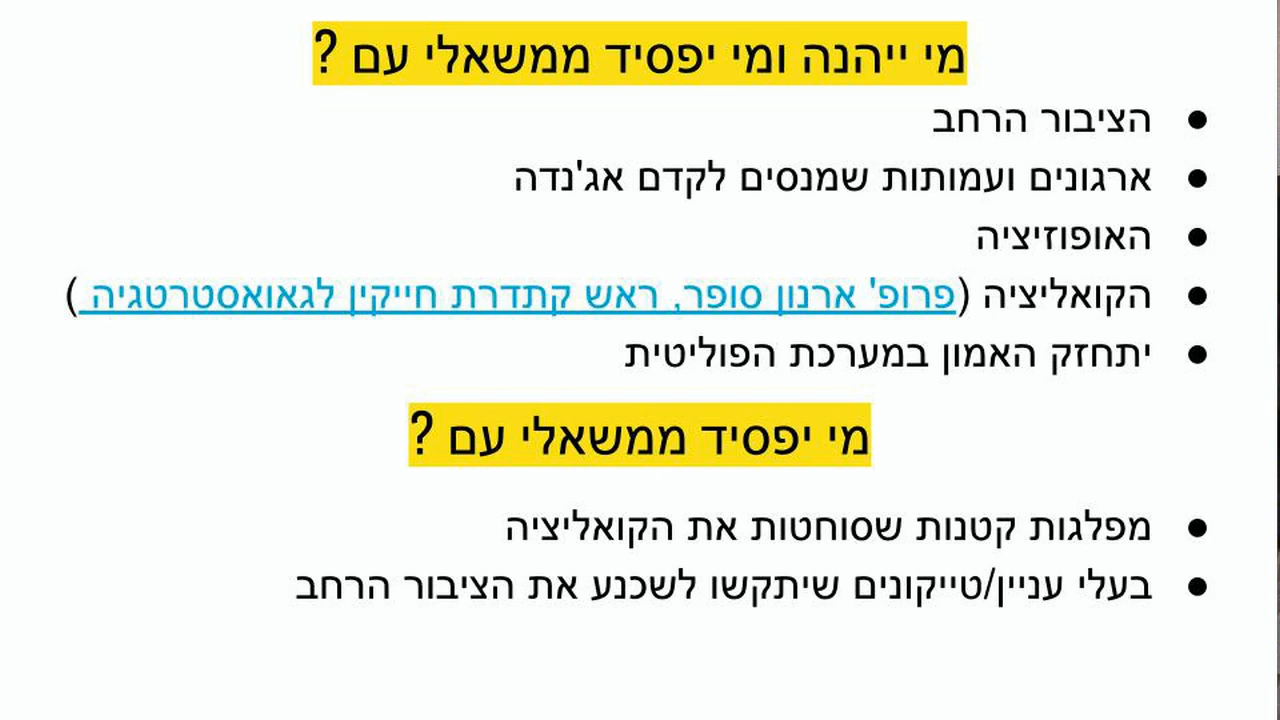 מי ייהנה ומי יפסיד ממשאלי עם ?
● הציבור הרחב
● ארגונים ועמותות שמנסים לקדם אג'נדה
● האופוזיציה
● הקואליציה (פרופ' ארנון סופר, ראש קתדרת חייקין לגאואסטרטגיה )
● יתחזק האמון במערכת הפוליטית
מי יפסיד ממשאלי עם ?
● מפלגות קטנות שסוחטות את הקואליציה
● בעלי עניין/טייקונים שיתקשו לשכנע את הציבור הרחב